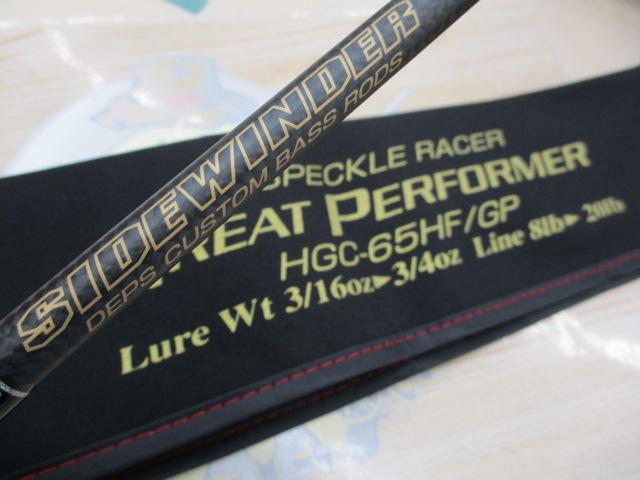 SIDEWINDER
DEPS CUSTOM BASS RODS
SPECKLE RACER
REAT PERFORMER
HGC-65HF/GP
Lure Wt 3/16oz▶3/4oz Line 8lb▶20lb